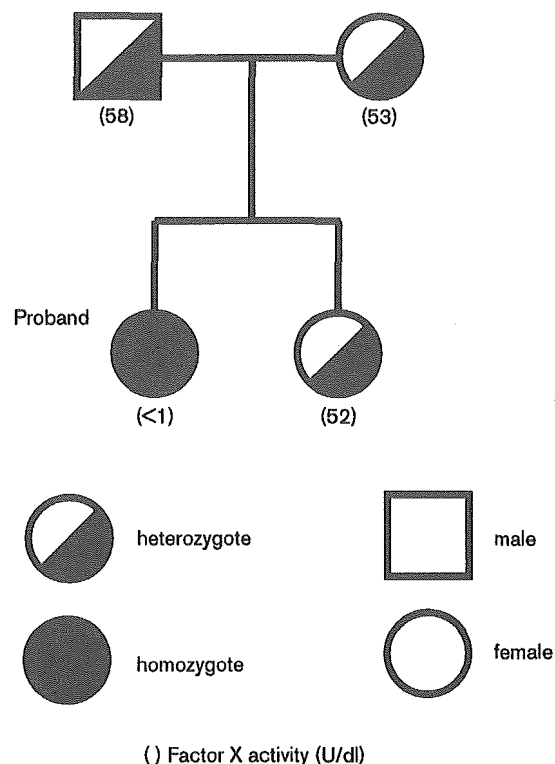 (58) (53)
Proband
(<1) (52)
heterozygote male
homozygote female
() Factor X activity (U/dl)